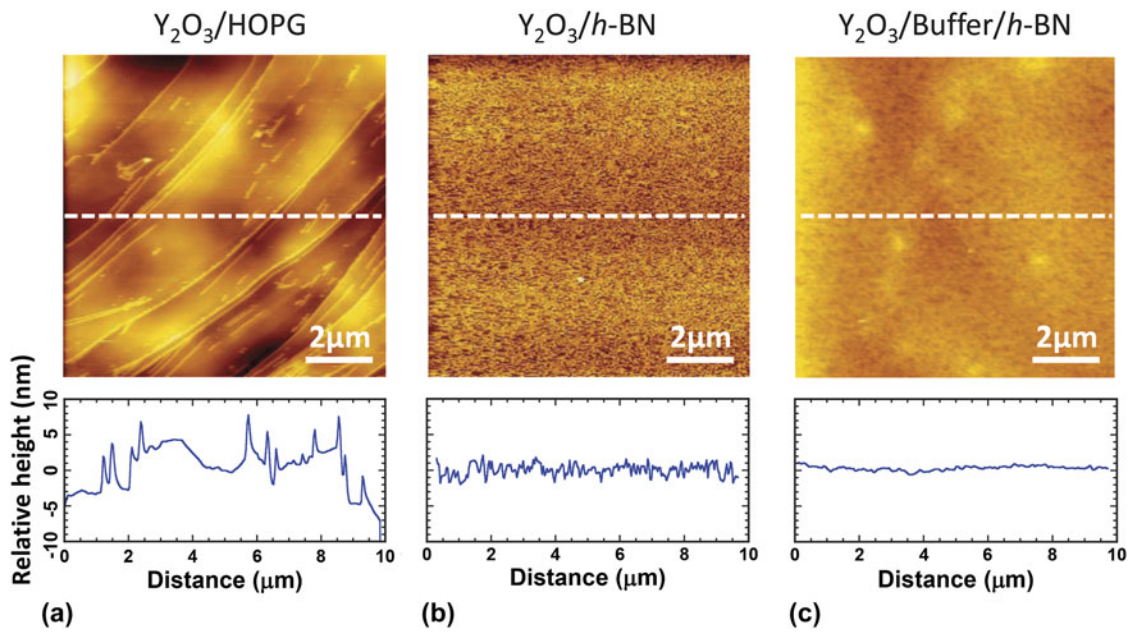 Y₂O₃/HOPG
Y₂O₃/h-BN
Y₂O₃/Buffer/h-BN
2μm
2μm
2μm
Relative height (nm)
10
5
0
-5
-10
0 2 4 6 8 10
0 2 4 6 8 10
0 2 4 6 8 10
Distance (μm)
Distance (μm)
Distance (μm)
(a)
(b)
(c)